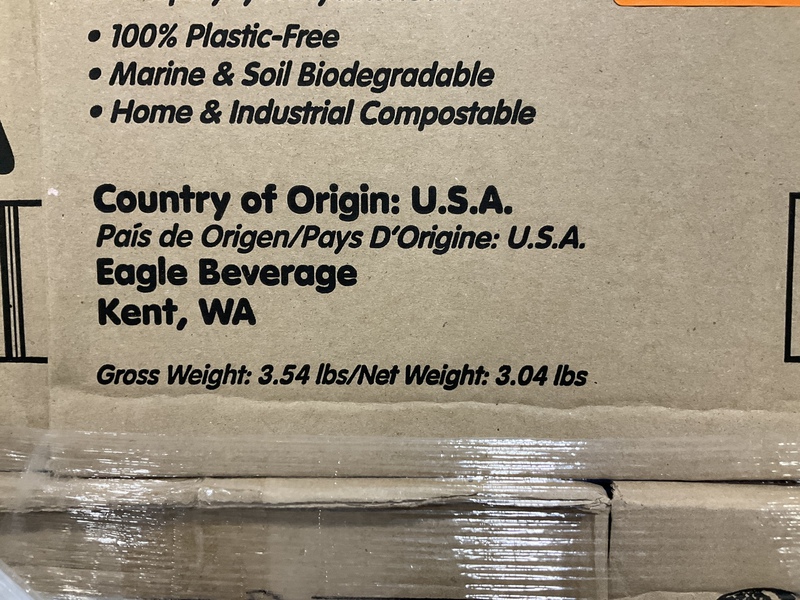 • 100% Plastic-Free
• Marine & Soil Biodegradable
• Home & Industrial Compostable
Country of Origin: U.S.A.
País de Origen/Pays D'Origine: U.S.A.
Eagle Beverage
Kent, WA
Gross Weight: 3.54 lbs/Net Weight: 3.04 lbs